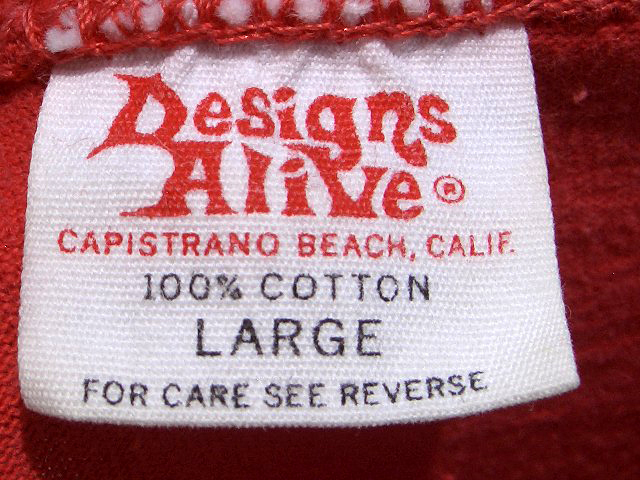 Designs
Alive®
CAPISTRANO BEACH, CALIF.
100% COTTON
LARGE
FOR CARE SEE REVERSE